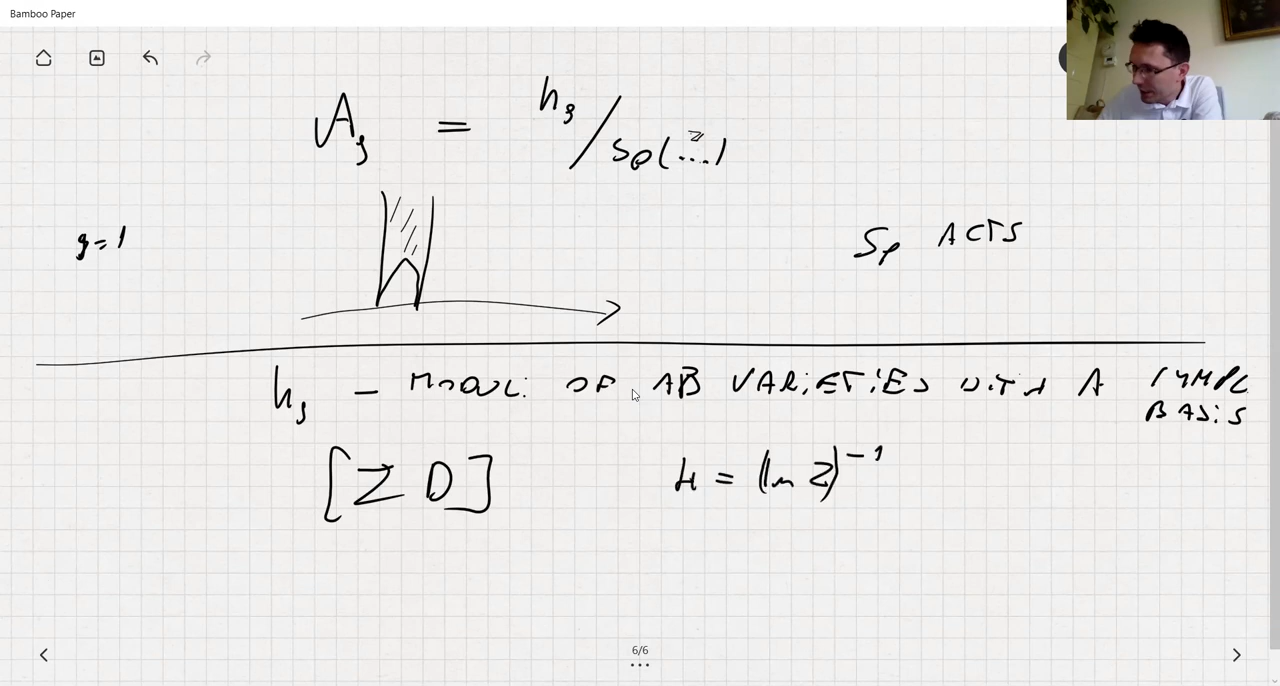 Bamboo Paper
A_g = h_g / Sp(...) ℤ
g=1
Sp ACTS
h_g – MODULI OF AB VARIETIES WITH A SYMPL BASIS
[Z D] H = (Im Z)^{-1}
6/6